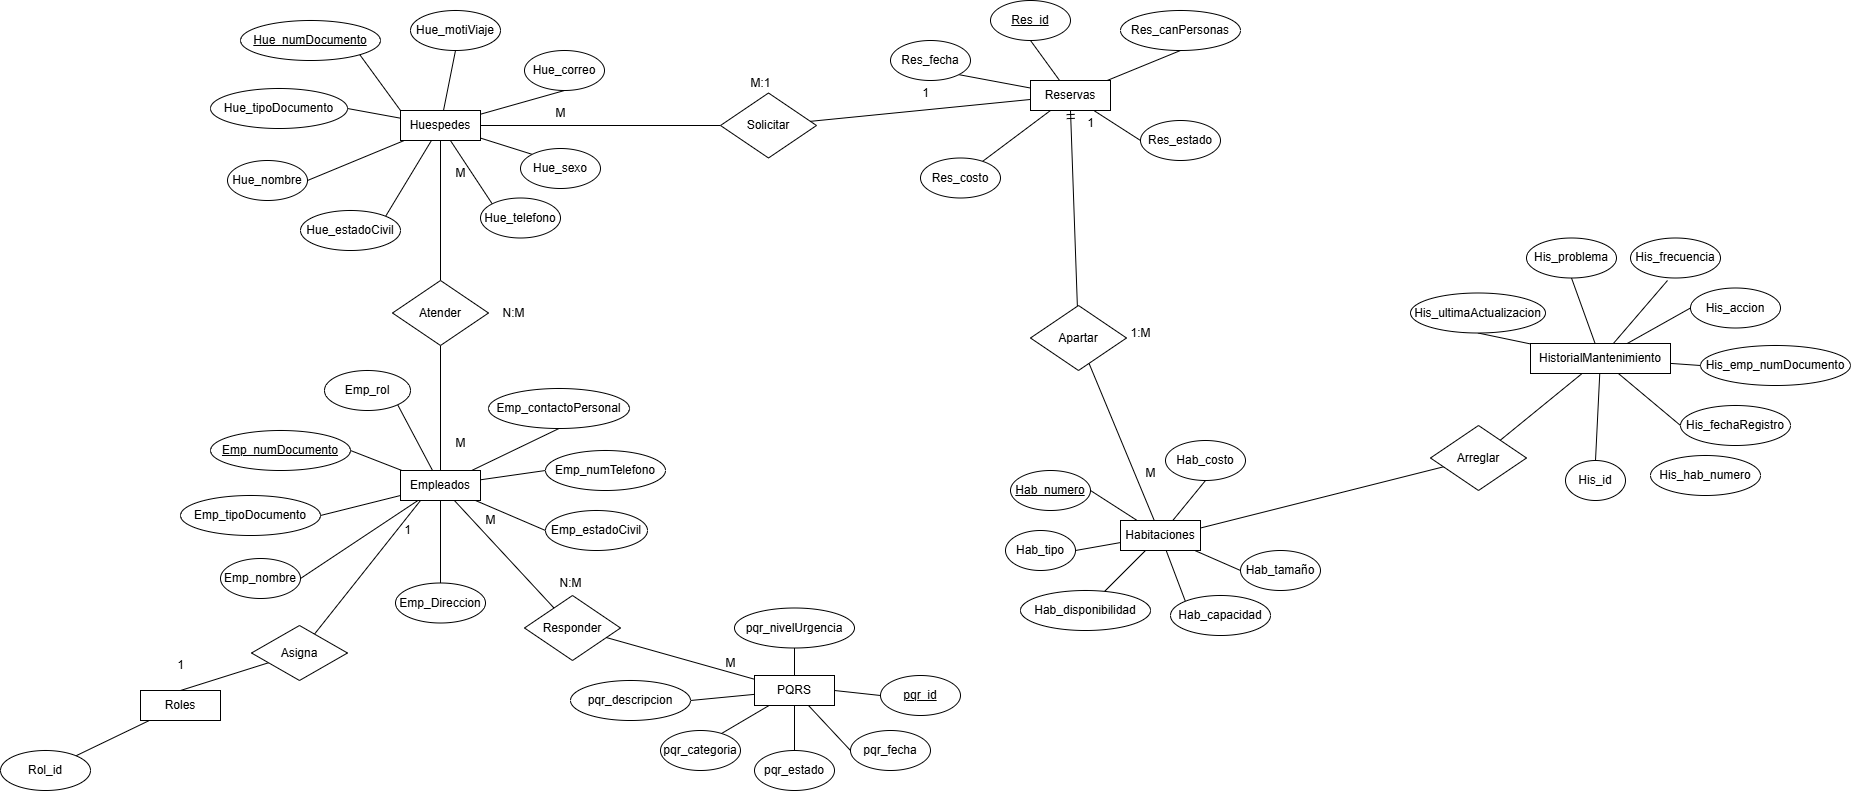 Hue_numDocumento
Hue_motiViaje
Hue_correo
Hue_tipoDocumento
Huespedes
M
Hue_nombre
Hue_sexo
M
Hue_estadoCivil
Hue_telefono
M:1
Solicitar
1
Res_id
Res_canPersonas
Res_fecha
Reservas
1
Res_estado
Res_costo
Atender
N:M
Apartar
1:M
His_problema
His_frecuencia
His_ultimaActualizacion
His_accion
HistorialMantenimiento
His_emp_numDocumento
His_fechaRegistro
His_hab_numero
His_id
Arreglar
Emp_rol
Emp_contactoPersonal
M
Emp_numDocumento
Emp_numTelefono
Empleados
Emp_tipoDocumento
M
1
Emp_estadoCivil
Emp_nombre
Emp_Direccion
M
Hab_costo
Hab_numero
Habitaciones
Hab_tipo
Hab_tamaño
Hab_disponibilidad
Hab_capacidad
N:M
Responder
Asigna
1
Roles
Rol_id
M
pqr_nivelUrgencia
PQRS
pqr_id
pqr_descripcion
pqr_categoria
pqr_estado
pqr_fecha